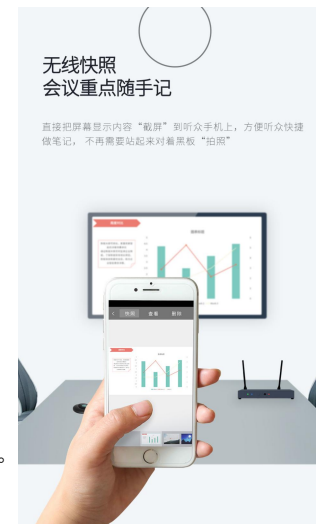 无线快照
会议重点随手记
直接把屏幕显示内容“截屏”到听众手机上，方便听众快捷
做笔记， 不再需要站起来对着黑板“拍照”
快照 查看 删除
。